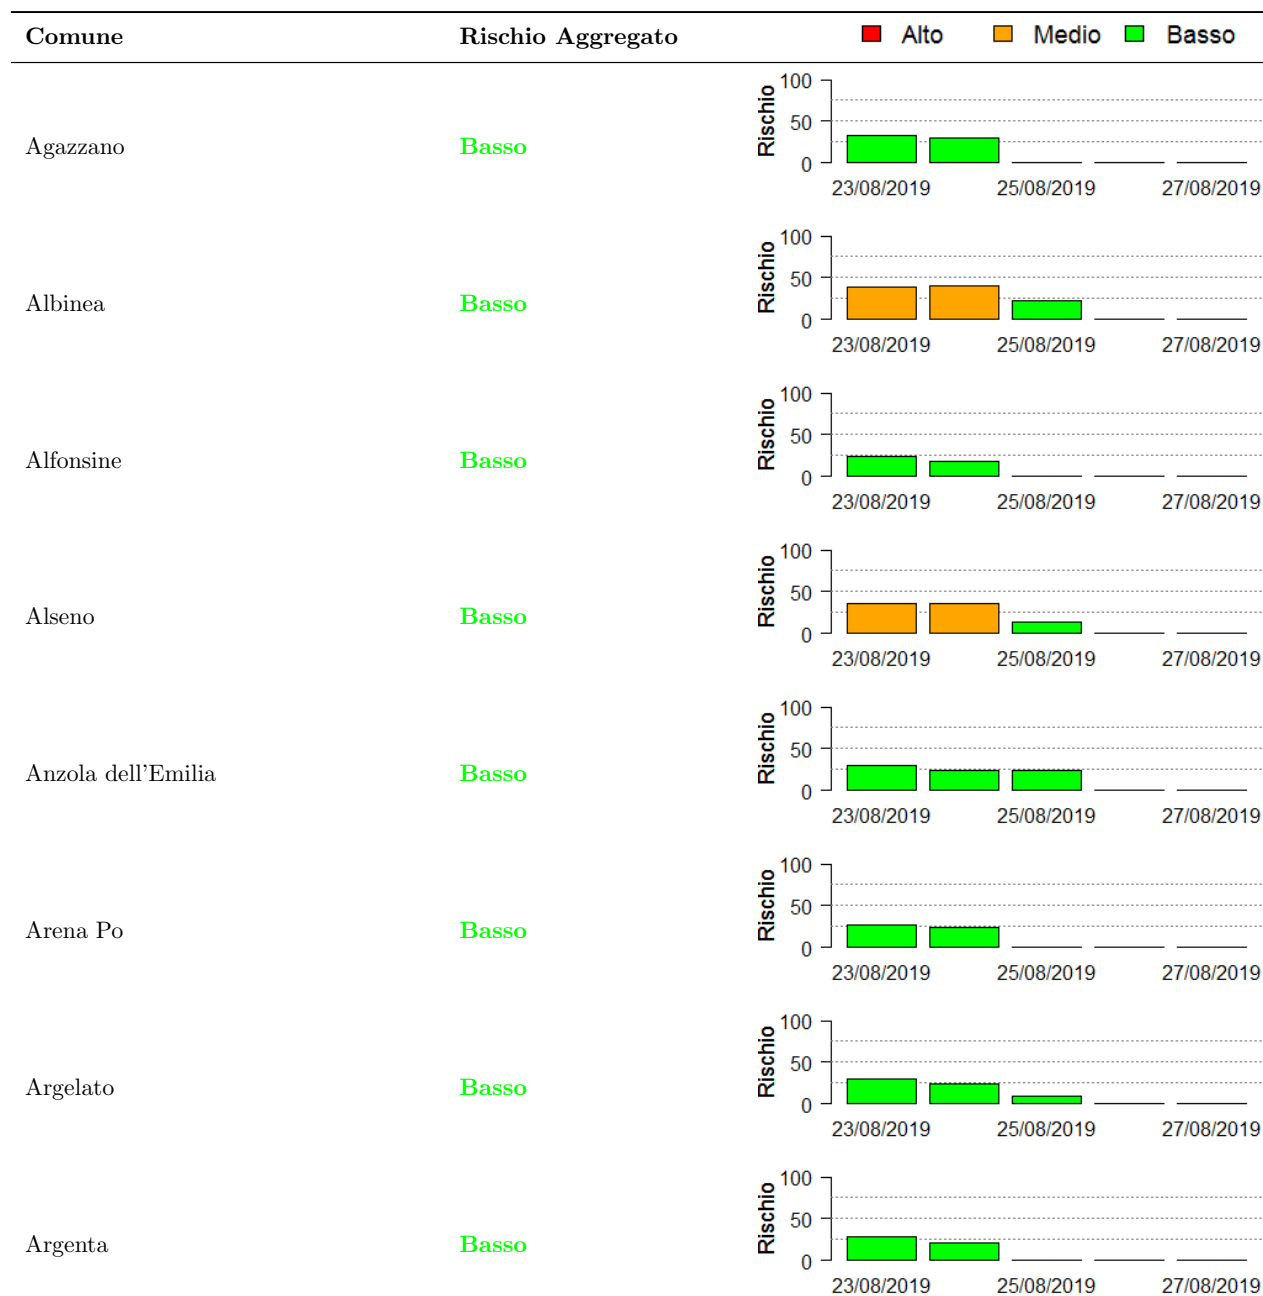 Comune Rischio Aggregato Alto Medio Basso
Agazzano Basso Rischio 100 50 0
23/08/2019 25/08/2019 27/08/2019
Albinea Basso Rischio 100 50 0
23/08/2019 25/08/2019 27/08/2019
Alfonsine Basso Rischio 100 50 0
23/08/2019 25/08/2019 27/08/2019
Alseno Basso Rischio 100 50 0
23/08/2019 25/08/2019 27/08/2019
Anzola dell'Emilia Basso Rischio 100 50 0
23/08/2019 25/08/2019 27/08/2019
Arena Po Basso Rischio 100 50 0
23/08/2019 25/08/2019 27/08/2019
Argelato Basso Rischio 100 50 0
23/08/2019 25/08/2019 27/08/2019
Argenta Basso Rischio 100 50 0
23/08/2019 25/08/2019 27/08/2019